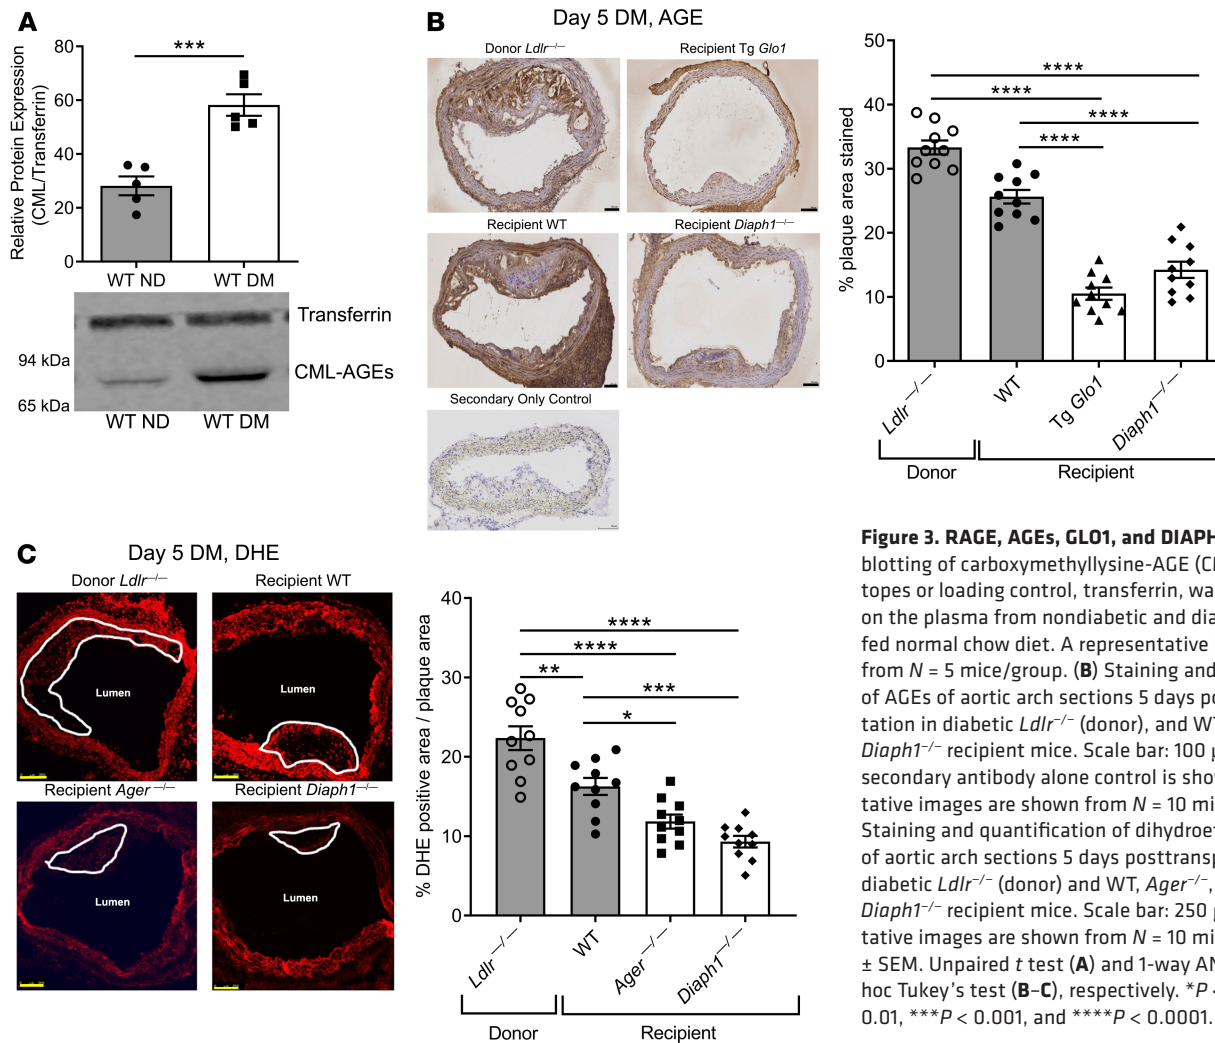 A
Relative Protein Expression
(CML/Transferrin)
80
60
40
20
0
***
WT ND
WT DM
Transferrin
94 kDa
CML-AGEs
65 kDa
WT ND
WT DM
B
Day 5 DM, AGE
Donor Ldlr−/−
Recipient Tg Glo1
Recipient WT
Recipient Diaph1−/−
Secondary Only Control
% plaque area stained
50
40
30
20
10
0
****
****
****
****
Ldlr−/−
WT
Tg Glo1
Diaph1−/−
Donor
Recipient
C
Day 5 DM, DHE
Donor Ldlr−/−
Recipient WT
Lumen
Lumen
Recipient Ager−/−
Recipient Diaph1−/−
Lumen
Lumen
% DHE positive area / plaque area
40
30
20
10
0
****
****
**
***
*
Ldlr−/−
WT
Ager−/−
Diaph1−/−
Donor
Recipient
Figure 3. RAGE, AGEs, GLO1, and DIAPH
blotting of carboxymethyllysine-AGE (C
topes or loading control, transferrin, wa
on the plasma from nondiabetic and dia
fed normal chow diet. A representative
from N = 5 mice/group. (B) Staining and
of AGEs of aortic arch sections 5 days po
tation in diabetic Ldlr−/− (donor), and WT
Diaph1−/− recipient mice. Scale bar: 100
secondary antibody alone control is sho
tative images are shown from N = 10 mi
Staining and quantification of dihydroet
of aortic arch sections 5 days posttransp
diabetic Ldlr−/− (donor) and WT, Ager−/−,
Diaph1−/− recipient mice. Scale bar: 250
tative images are shown from N = 10 mi
± SEM. Unpaired t test (A) and 1-way AN
hoc Tukey's test (B–C), respectively. *P <
0.01, ***P < 0.001, and ****P < 0.0001.